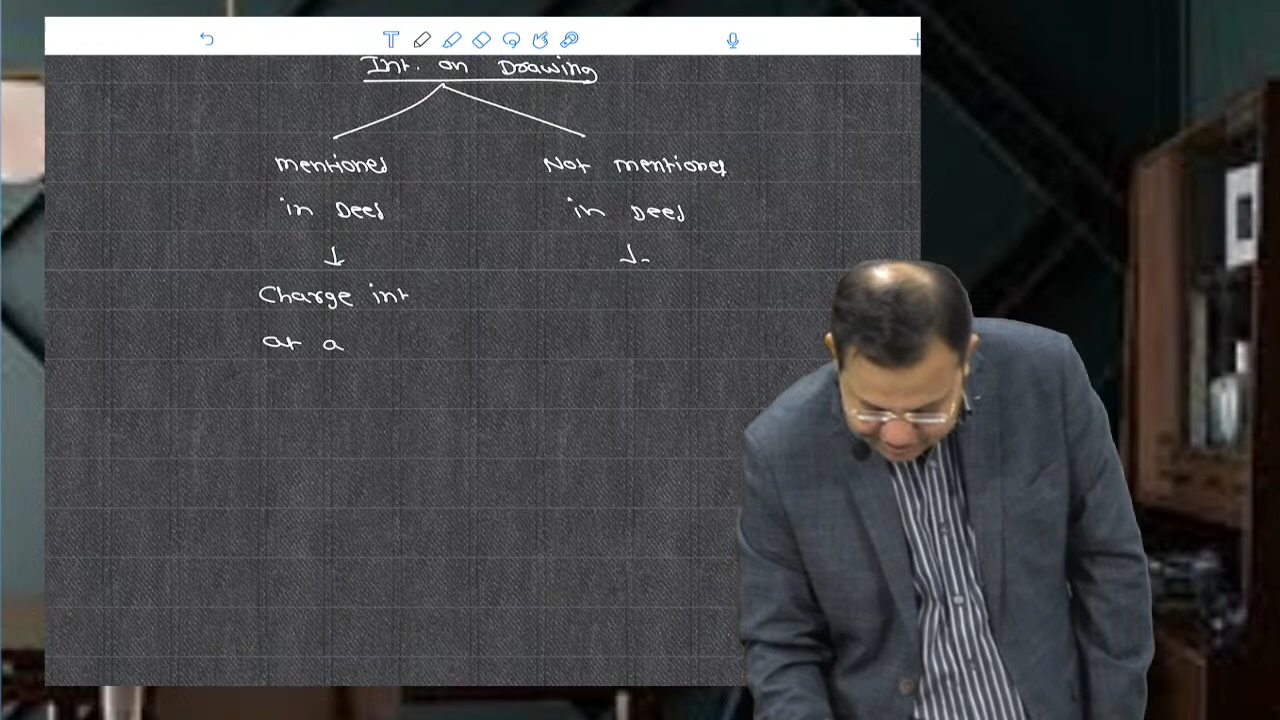 Int. on Drawing
mentioned
in Deed
Charge int
at a
Not mentioned
in Deed